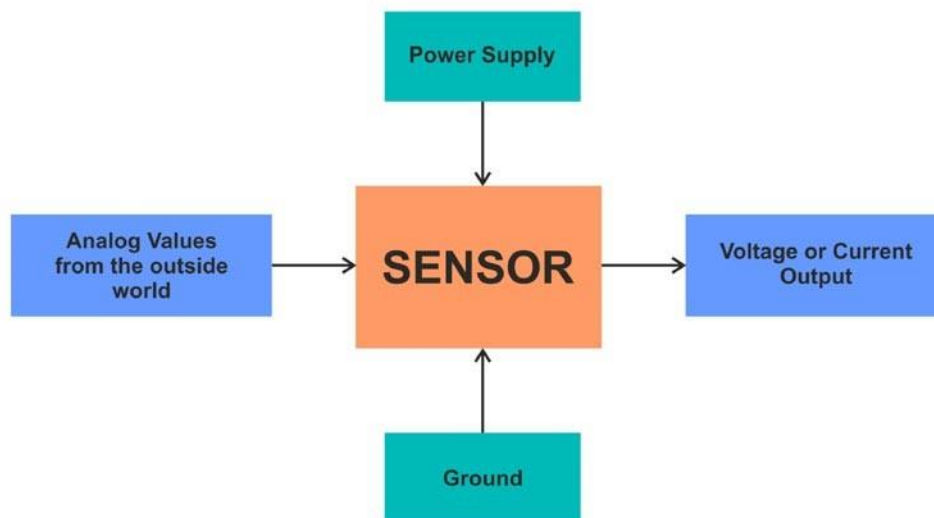 Power Supply
Analog Values
from the outside
world
SENSOR
Voltage or Current
Output
Ground